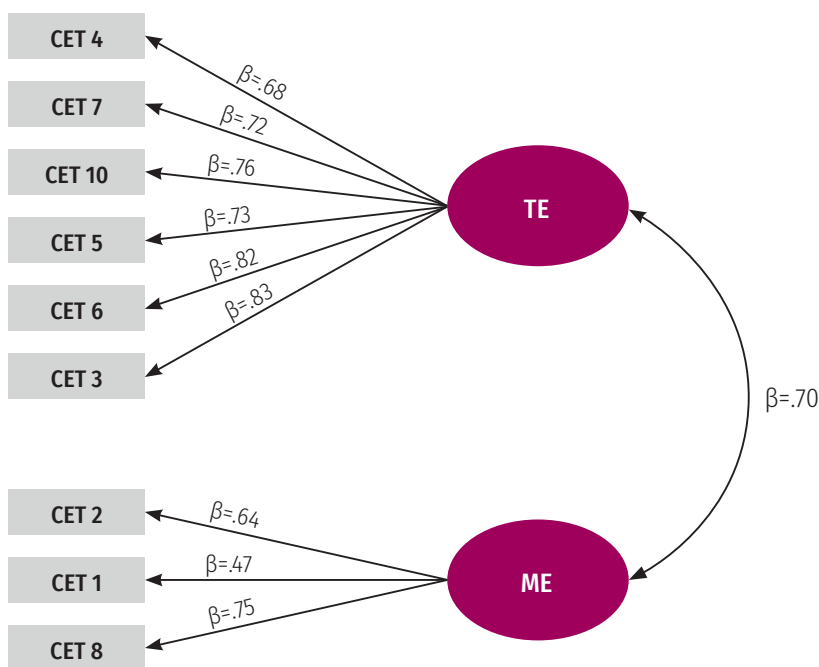 CET 4
β=.68
CET 7
β=.72
CET 10
β=.76
TE
CET 5
β=.73
CET 6
β=.82
CET 3
β=.83
β=.70
CET 2
β=.64
CET 1
β=.47
ME
CET 8
β=.75